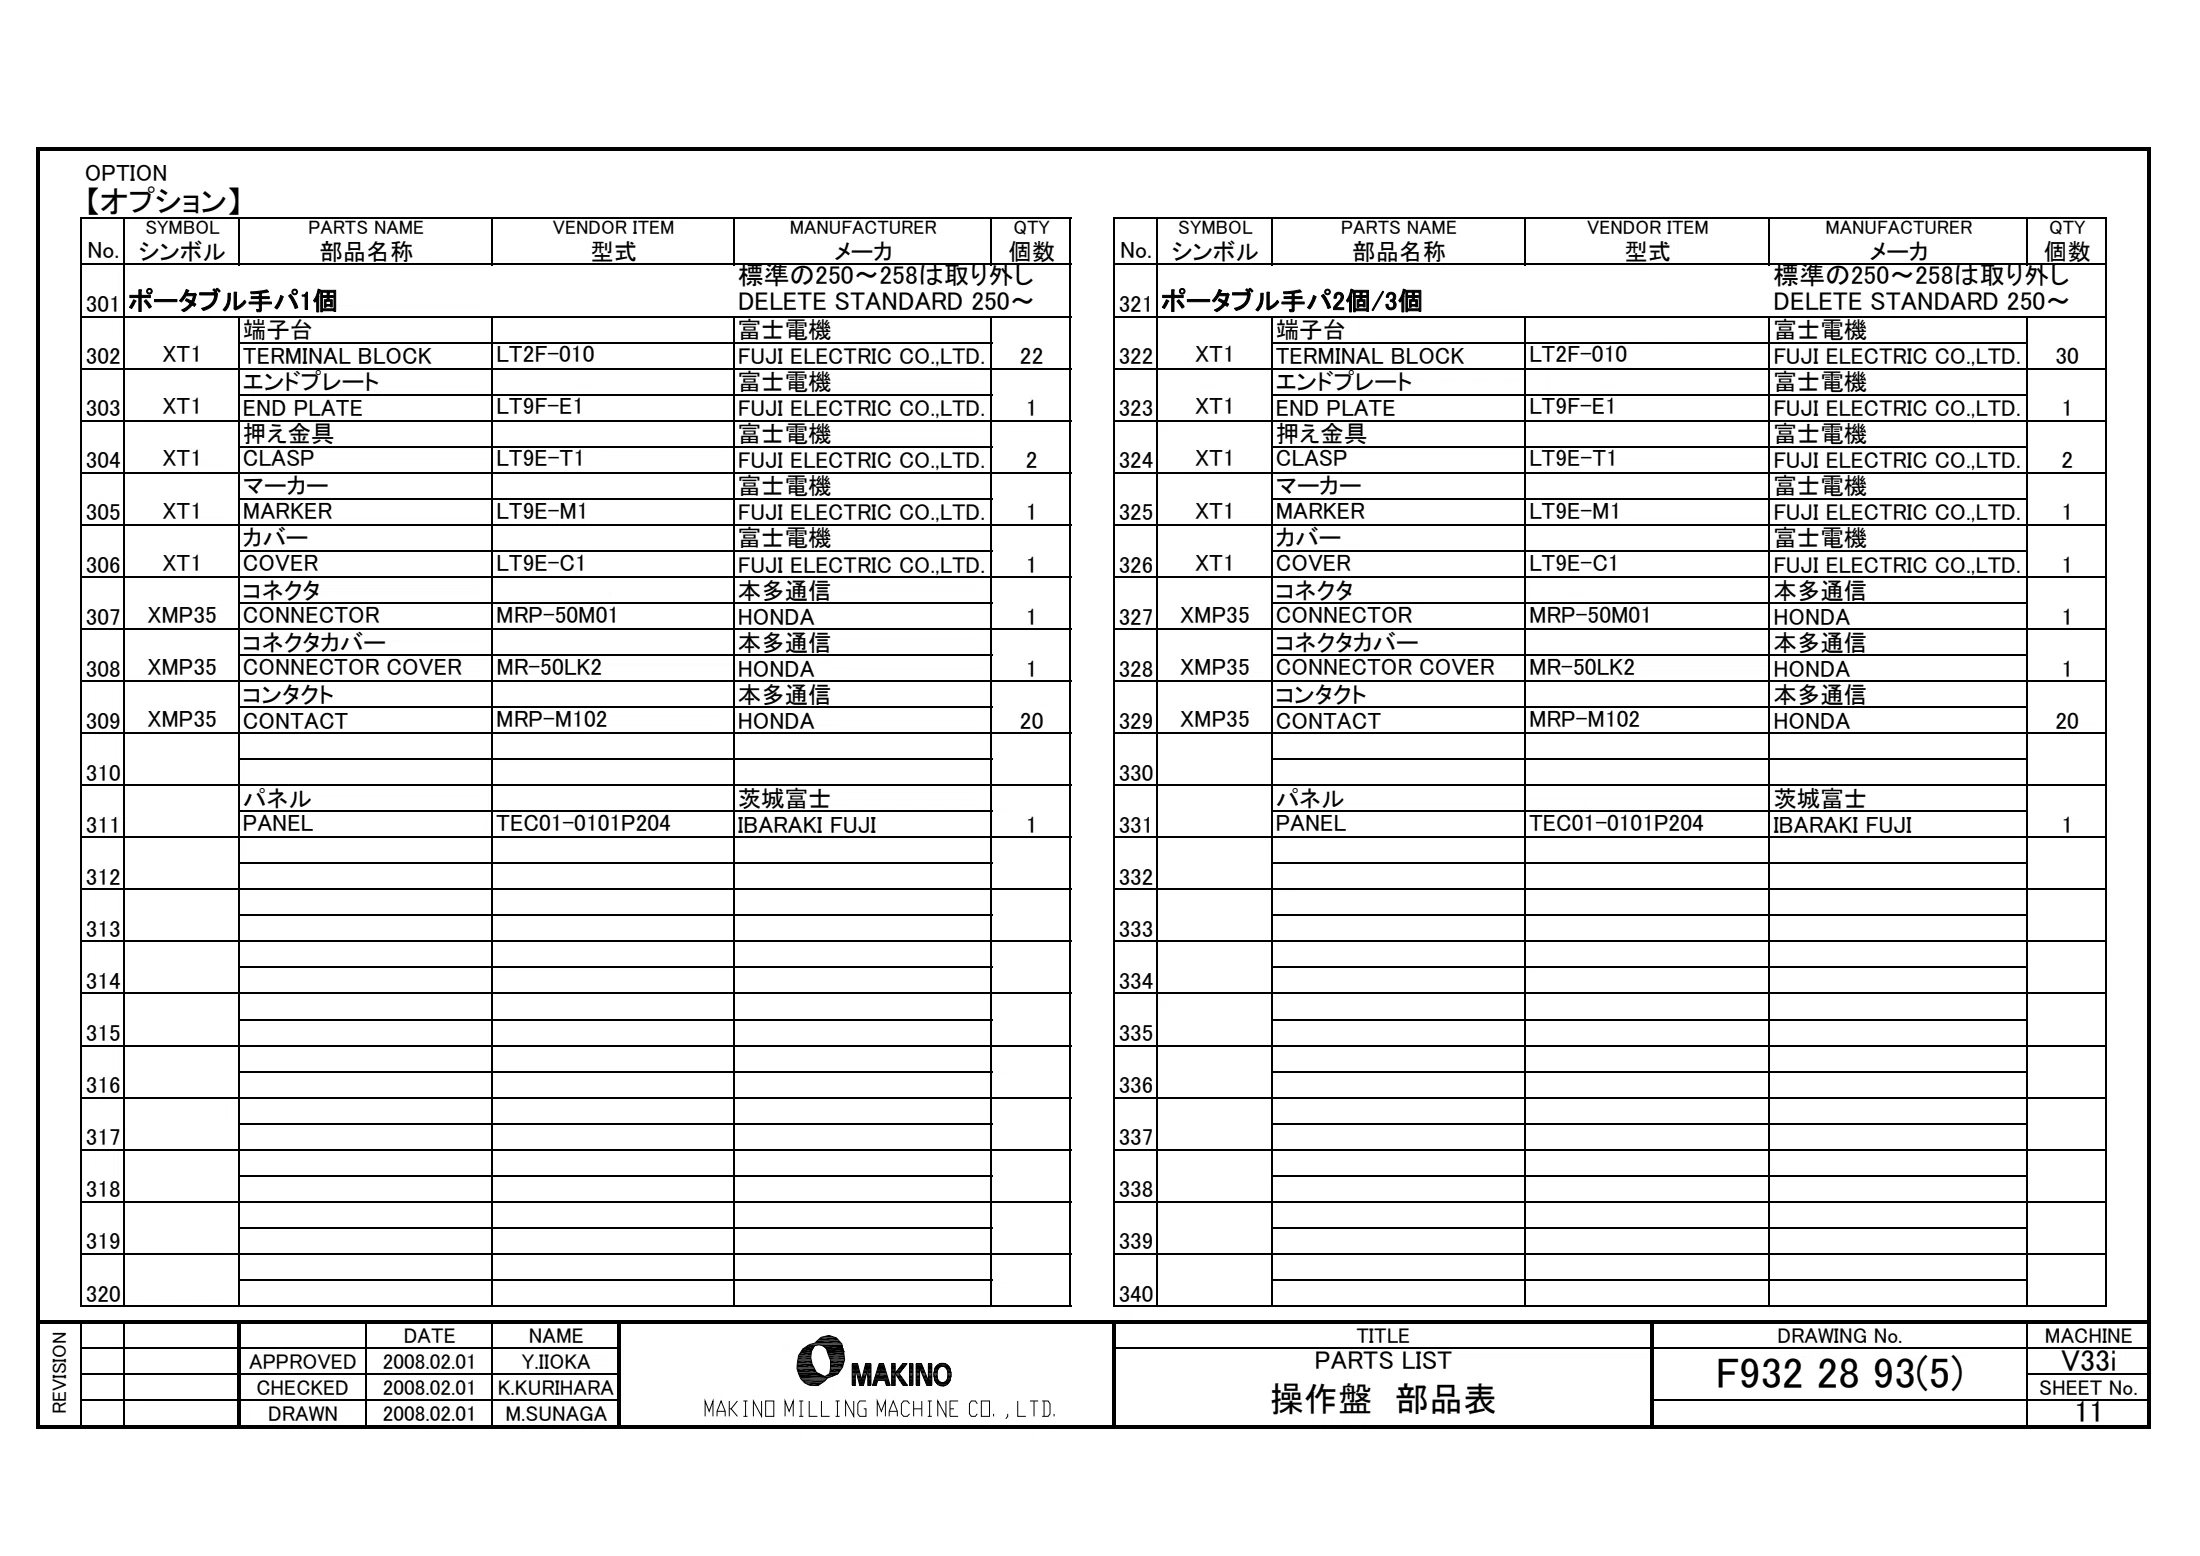 OPTION
【オプション】
No. SYMBOL シンボル PARTS NAME 部品名称 VENDOR ITEM 型式 MANUFACTURER メーカ QTY 個数
301 ポータブル手パ1個 標準の250～258は取り外し
DELETE STANDARD 250～
端子台 富士電機
302 XT1 TERMINAL BLOCK LT2F-010 FUJI ELECTRIC CO.,LTD. 22
エンドプレート 富士電機
303 XT1 END PLATE LT9F-E1 FUJI ELECTRIC CO.,LTD. 1
押え金具 富士電機
304 XT1 CLASP LT9E-T1 FUJI ELECTRIC CO.,LTD. 2
マーカー 富士電機
305 XT1 MARKER LT9E-M1 FUJI ELECTRIC CO.,LTD. 1
カバー 富士電機
306 XT1 COVER LT9E-C1 FUJI ELECTRIC CO.,LTD. 1
コネクタ 本多通信
307 XMP35 CONNECTOR MRP-50M01 HONDA 1
コネクタカバー 本多通信
308 XMP35 CONNECTOR COVER MR-50LK2 HONDA 1
コンタクト 本多通信
309 XMP35 CONTACT MRP-M102 HONDA 20
310
パネル 茨城富士
311 PANEL TEC01-0101P204 IBARAKI FUJI 1
312
313
314
315
316
317
318
319
320
No. SYMBOL シンボル PARTS NAME 部品名称 VENDOR ITEM 型式 MANUFACTURER メーカ QTY 個数
321 ポータブル手パ2個/3個 標準の250～258は取り外し
DELETE STANDARD 250～
端子台 富士電機
322 XT1 TERMINAL BLOCK LT2F-010 FUJI ELECTRIC CO.,LTD. 30
エンドプレート 富士電機
323 XT1 END PLATE LT9F-E1 FUJI ELECTRIC CO.,LTD. 1
押え金具 富士電機
324 XT1 CLASP LT9E-T1 FUJI ELECTRIC CO.,LTD. 2
マーカー 富士電機
325 XT1 MARKER LT9E-M1 FUJI ELECTRIC CO.,LTD. 1
カバー 富士電機
326 XT1 COVER LT9E-C1 FUJI ELECTRIC CO.,LTD. 1
コネクタ 本多通信
327 XMP35 CONNECTOR MRP-50M01 HONDA 1
コネクタカバー 本多通信
328 XMP35 CONNECTOR COVER MR-50LK2 HONDA 1
コンタクト 本多通信
329 XMP35 CONTACT MRP-M102 HONDA 20
330
パネル 茨城富士
331 PANEL TEC01-0101P204 IBARAKI FUJI 1
332
333
334
335
336
337
338
339
340
REVISION
DATE NAME
APPROVED 2008.02.01 Y.IIOKA
CHECKED 2008.02.01 K.KURIHARA
DRAWN 2008.02.01 M.SUNAGA
MAKINO
MAKINO MILLING MACHINE CO.,LTD.
TITLE
PARTS LIST
操作盤 部品表
DRAWING No.
F932 28 93(5)
MACHINE
V33i
SHEET No.
11